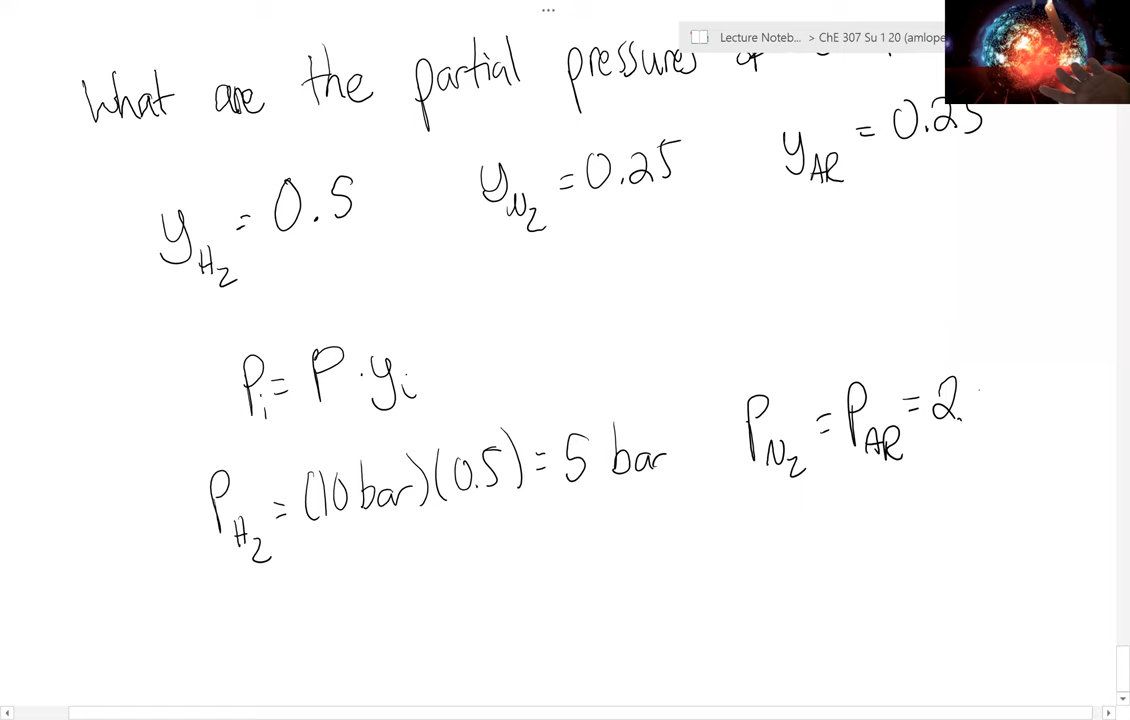 ...
Lecture Noteb... > ChE 307 Su 1 20 (amlope
What are the partial pressures of
y_H2 = 0.5 y_N2 = 0.25 y_AR = 0.25
P_i = P · y_i
P_H2 = (10 bar)(0.5) = 5 bar P_N2 = P_AR = 2.